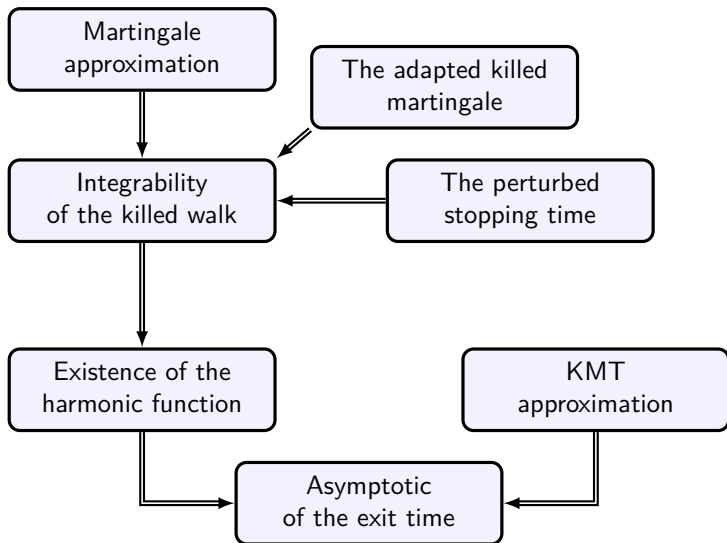 Martingale
approximation
The adapted killed
martingale
Integrability
of the killed walk
The perturbed
stopping time
Existence of the
harmonic function
KMT
approximation
Asymptotic
of the exit time